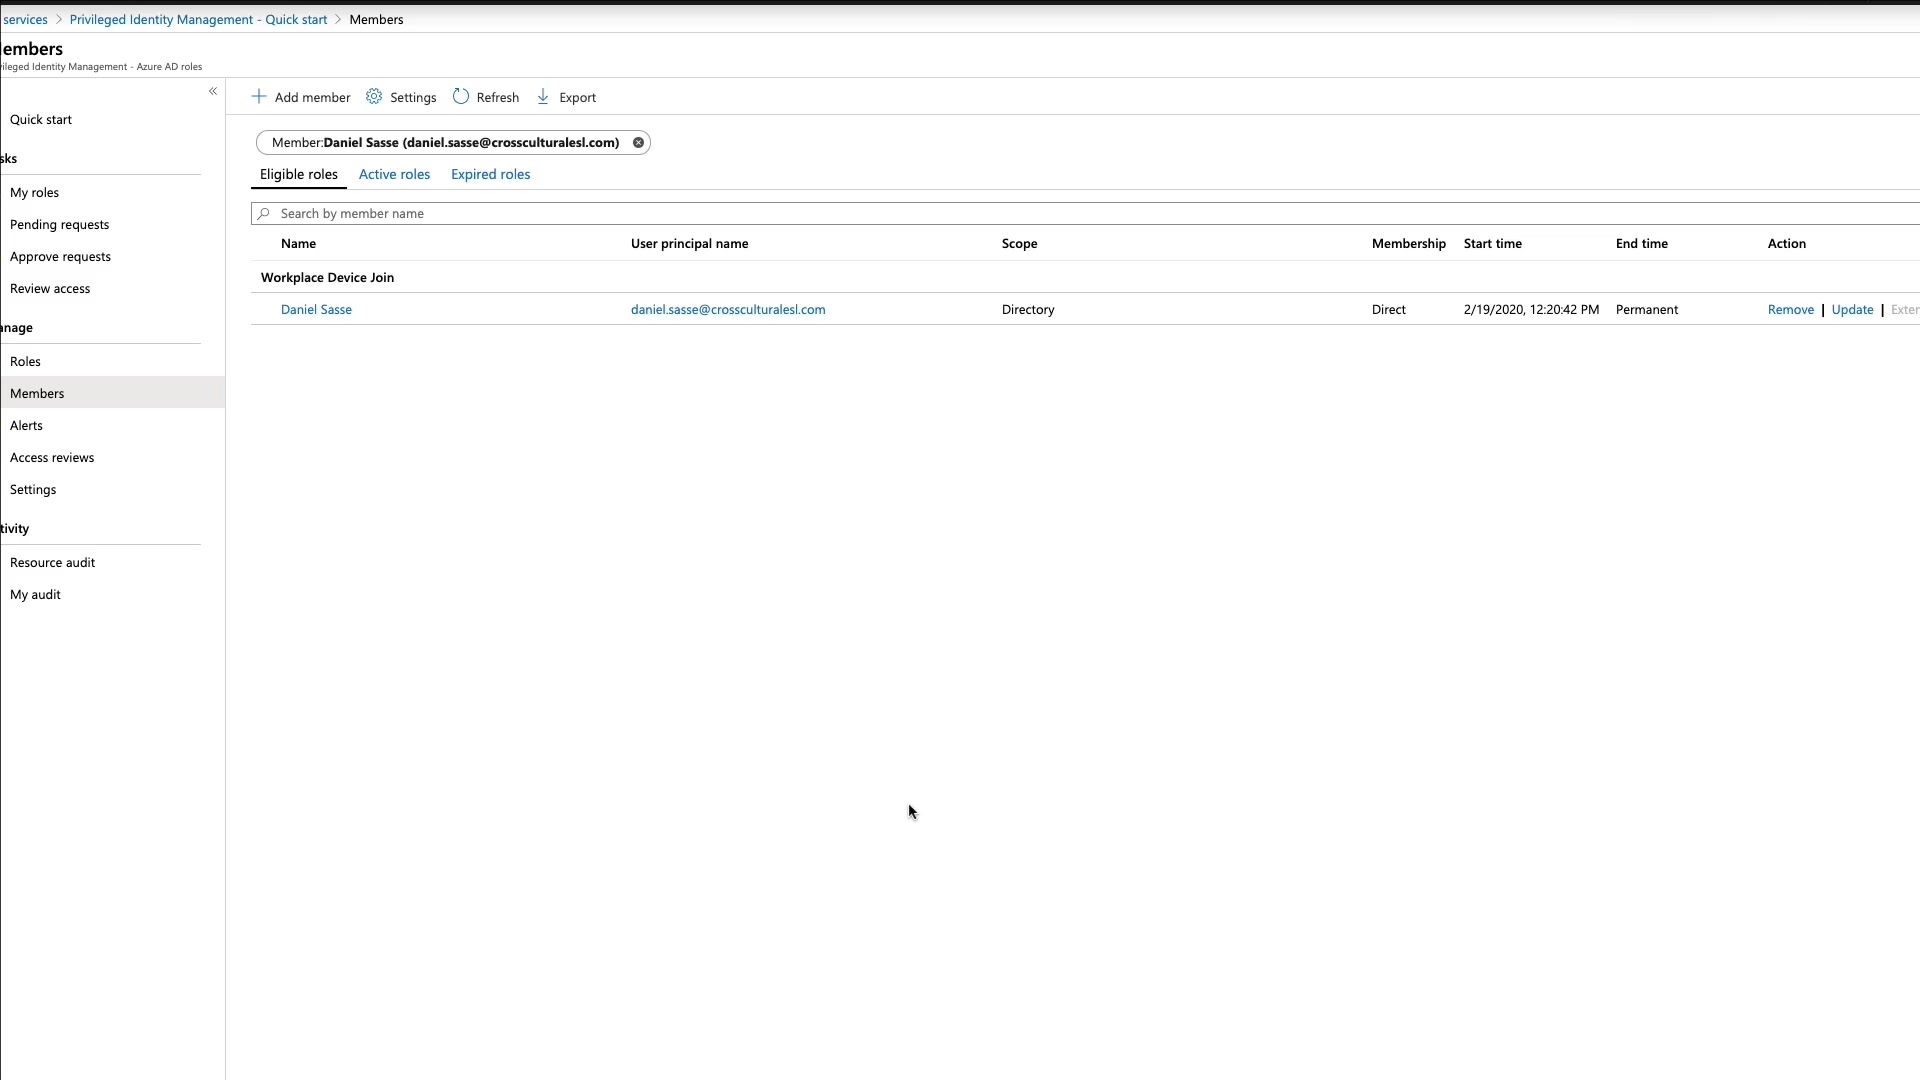 services > Privileged Identity Management - Quick start > Members
lembers
vileged Identity Management - Azure AD roles
«
Quick start
sks
My roles
Pending requests
Approve requests
Review access
anage
Roles
Members
Alerts
Access reviews
Settings
tivity
Resource audit
My audit
Add member Settings Refresh Export
Member:Daniel Sasse (daniel.sasse@crossculturalesl.com)
Eligible roles Active roles Expired roles
Search by member name
Name User principal name Scope Membership Start time End time Action
Workplace Device Join
Daniel Sasse daniel.sasse@crossculturalesl.com Directory Direct 2/19/2020, 12:20:42 PM Permanent Remove | Update | Exter